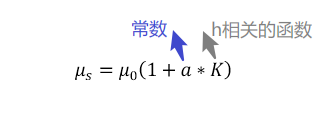 常数 h相关的函数
μₛ = μ₀(1 + a * K)